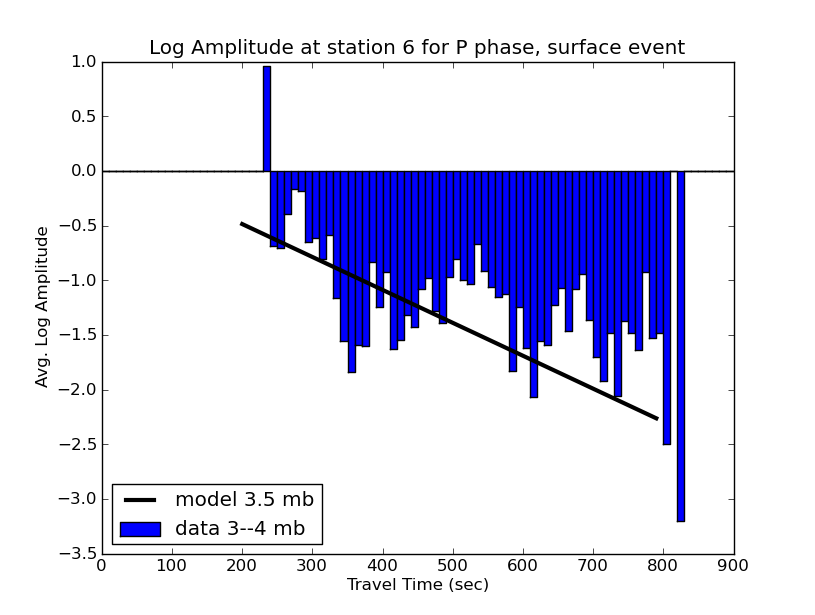 Log Amplitude at station 6 for P phase, surface event
1.0
0.5
0.0
−0.5
−1.0
−1.5
−2.0
−2.5
−3.0
−3.5
Avg. Log Amplitude
model 3.5 mb
data 3--4 mb
0 100 200 300 400 500 600 700 800 900
Travel Time (sec)